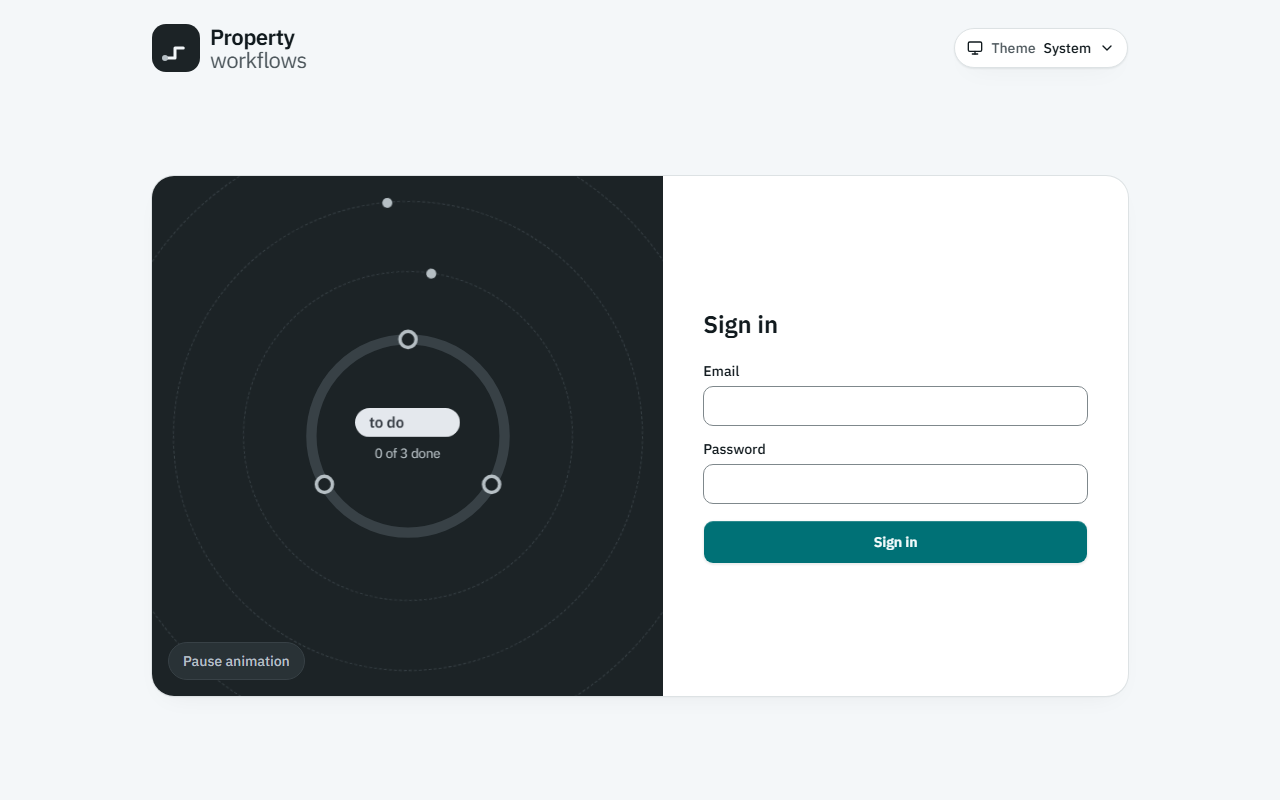 Property
workflows
Theme System
to do
0 of 3 done
Pause animation
Sign in
Email
Password
Sign in